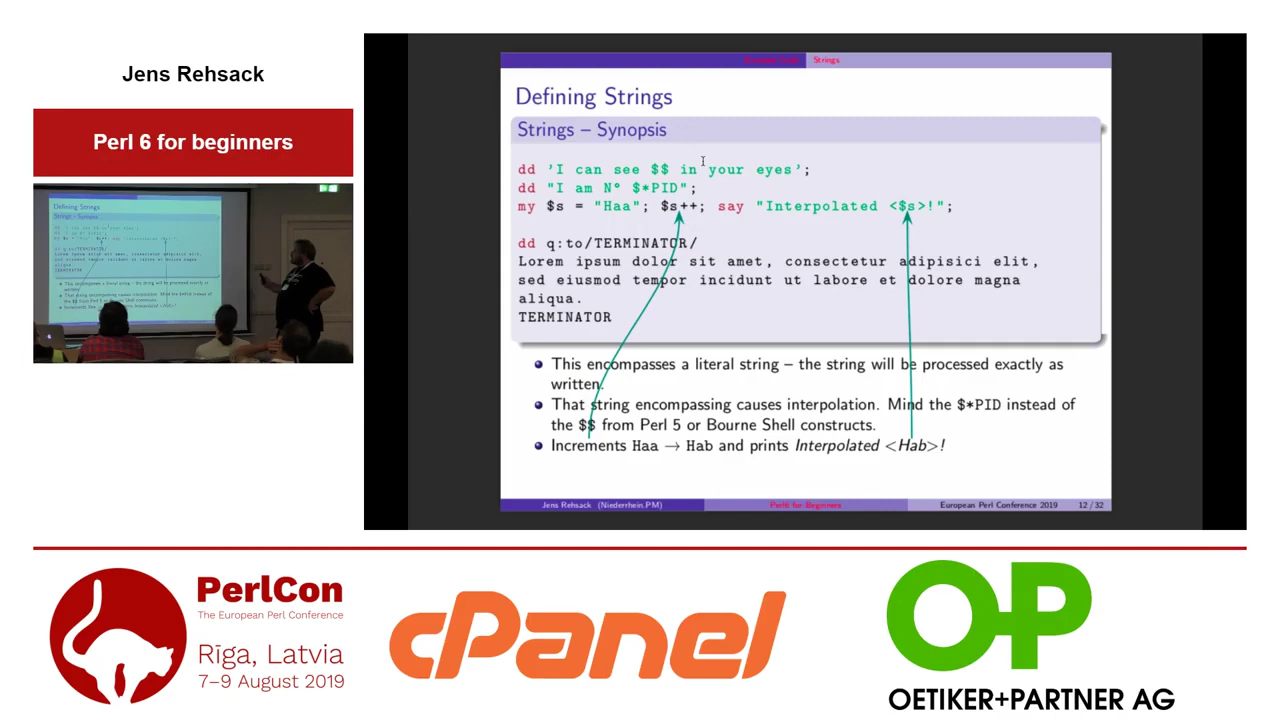 Jens Rehsack
Perl 6 for beginners
Strings
Defining Strings
Strings – Synopsis
dd 'I can see $$ in your eyes';
dd "I am N° $*PID";
my $s = "Haa"; $s++; say "Interpolated <$s>!";
dd q:to/TERMINATOR/
Lorem ipsum dolor sit amet, consectetur adipisici elit,
sed eiusmod tempor incidunt ut labore et dolore magna
aliqua.
TERMINATOR
This encompasses a literal string – the string will be processed exactly as
written.
That string encompassing causes interpolation. Mind the $*PID instead of
the $$ from Perl 5 or Bourne Shell constructs.
Increments Haa → Hab and prints Interpolated <Hab>!
Jens Rehsack (Niederrhein.PM)
Perl6 for Beginners
European Perl Conference 2019 12 / 32
PerlCon
The European Perl Conference
Rīga, Latvia
7–9 August 2019
cPanel
O+P
OETIKER+PARTNER AG